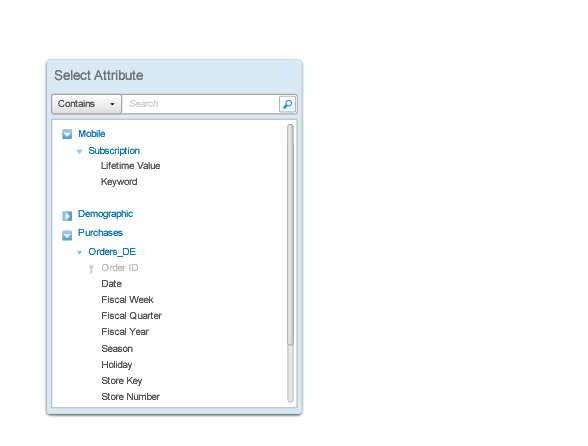 Select Attribute
Contains Search
Mobile
Subscription
Lifetime Value
Keyword
Demographic
Purchases
Orders_DE
Order ID
Date
Fiscal Week
Fiscal Quarter
Fiscal Year
Season
Holiday
Store Key
Store Number